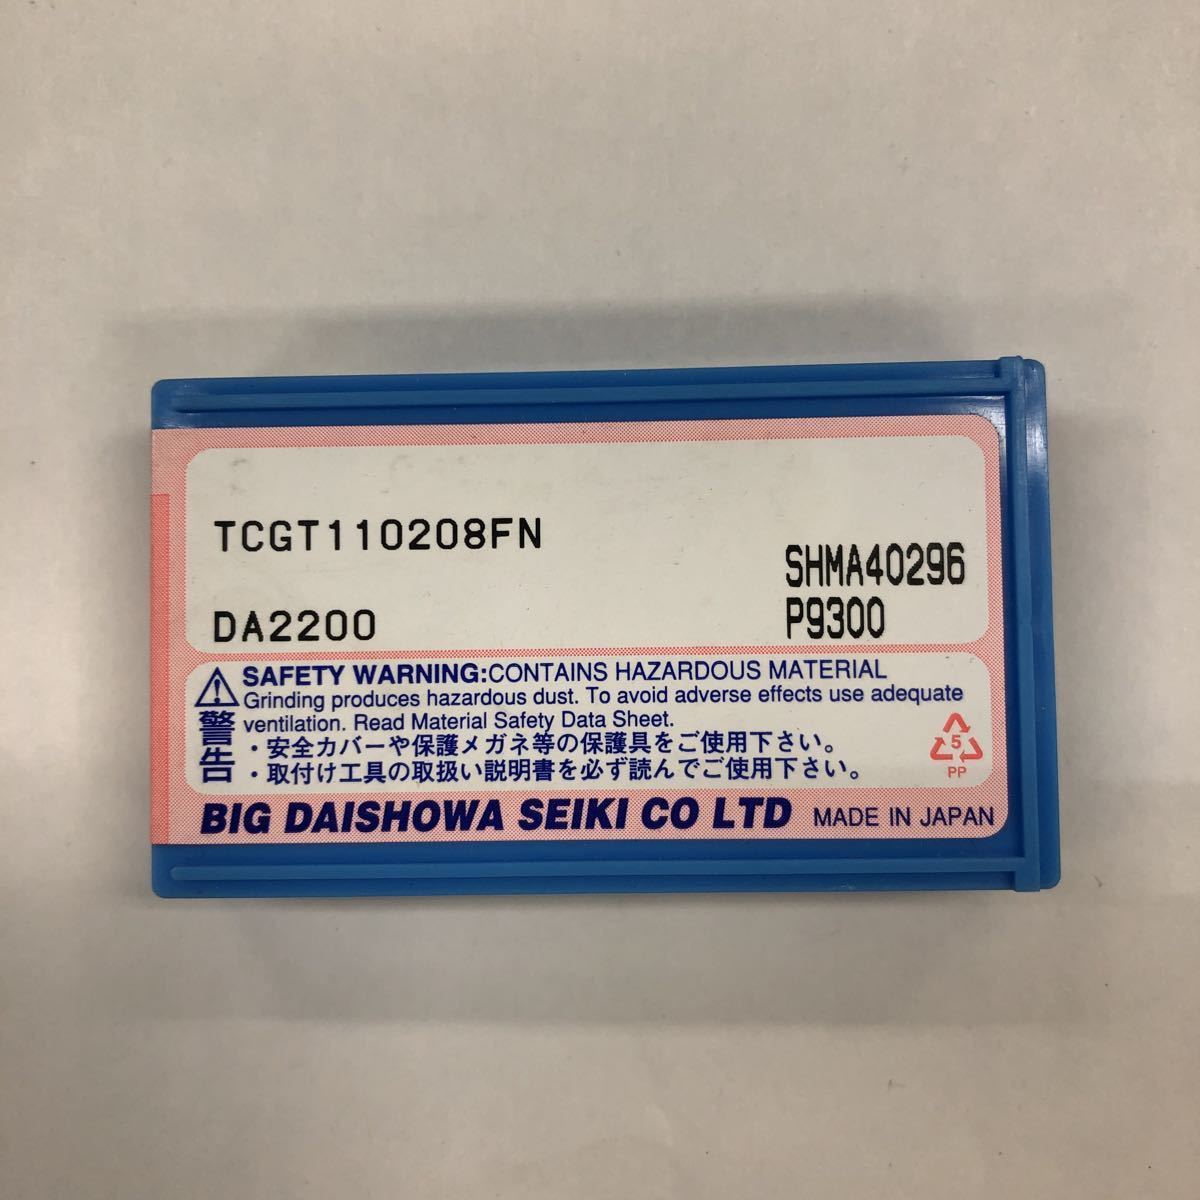 TCGT110208FN
SHMA40296
DA2200
P9300
SAFETY WARNING:CONTAINS HAZARDOUS MATERIAL
Grinding produces hazardous dust. To avoid adverse effects use adequate
ventilation. Read Material Safety Data Sheet.
警告
・安全カバーや保護メガネ等の保護具をご使用下さい。
・取付け工具の取扱い説明書を必ず読んでご使用下さい。
5
PP
BIG DAISHOWA SEIKI CO LTD
MADE IN JAPAN